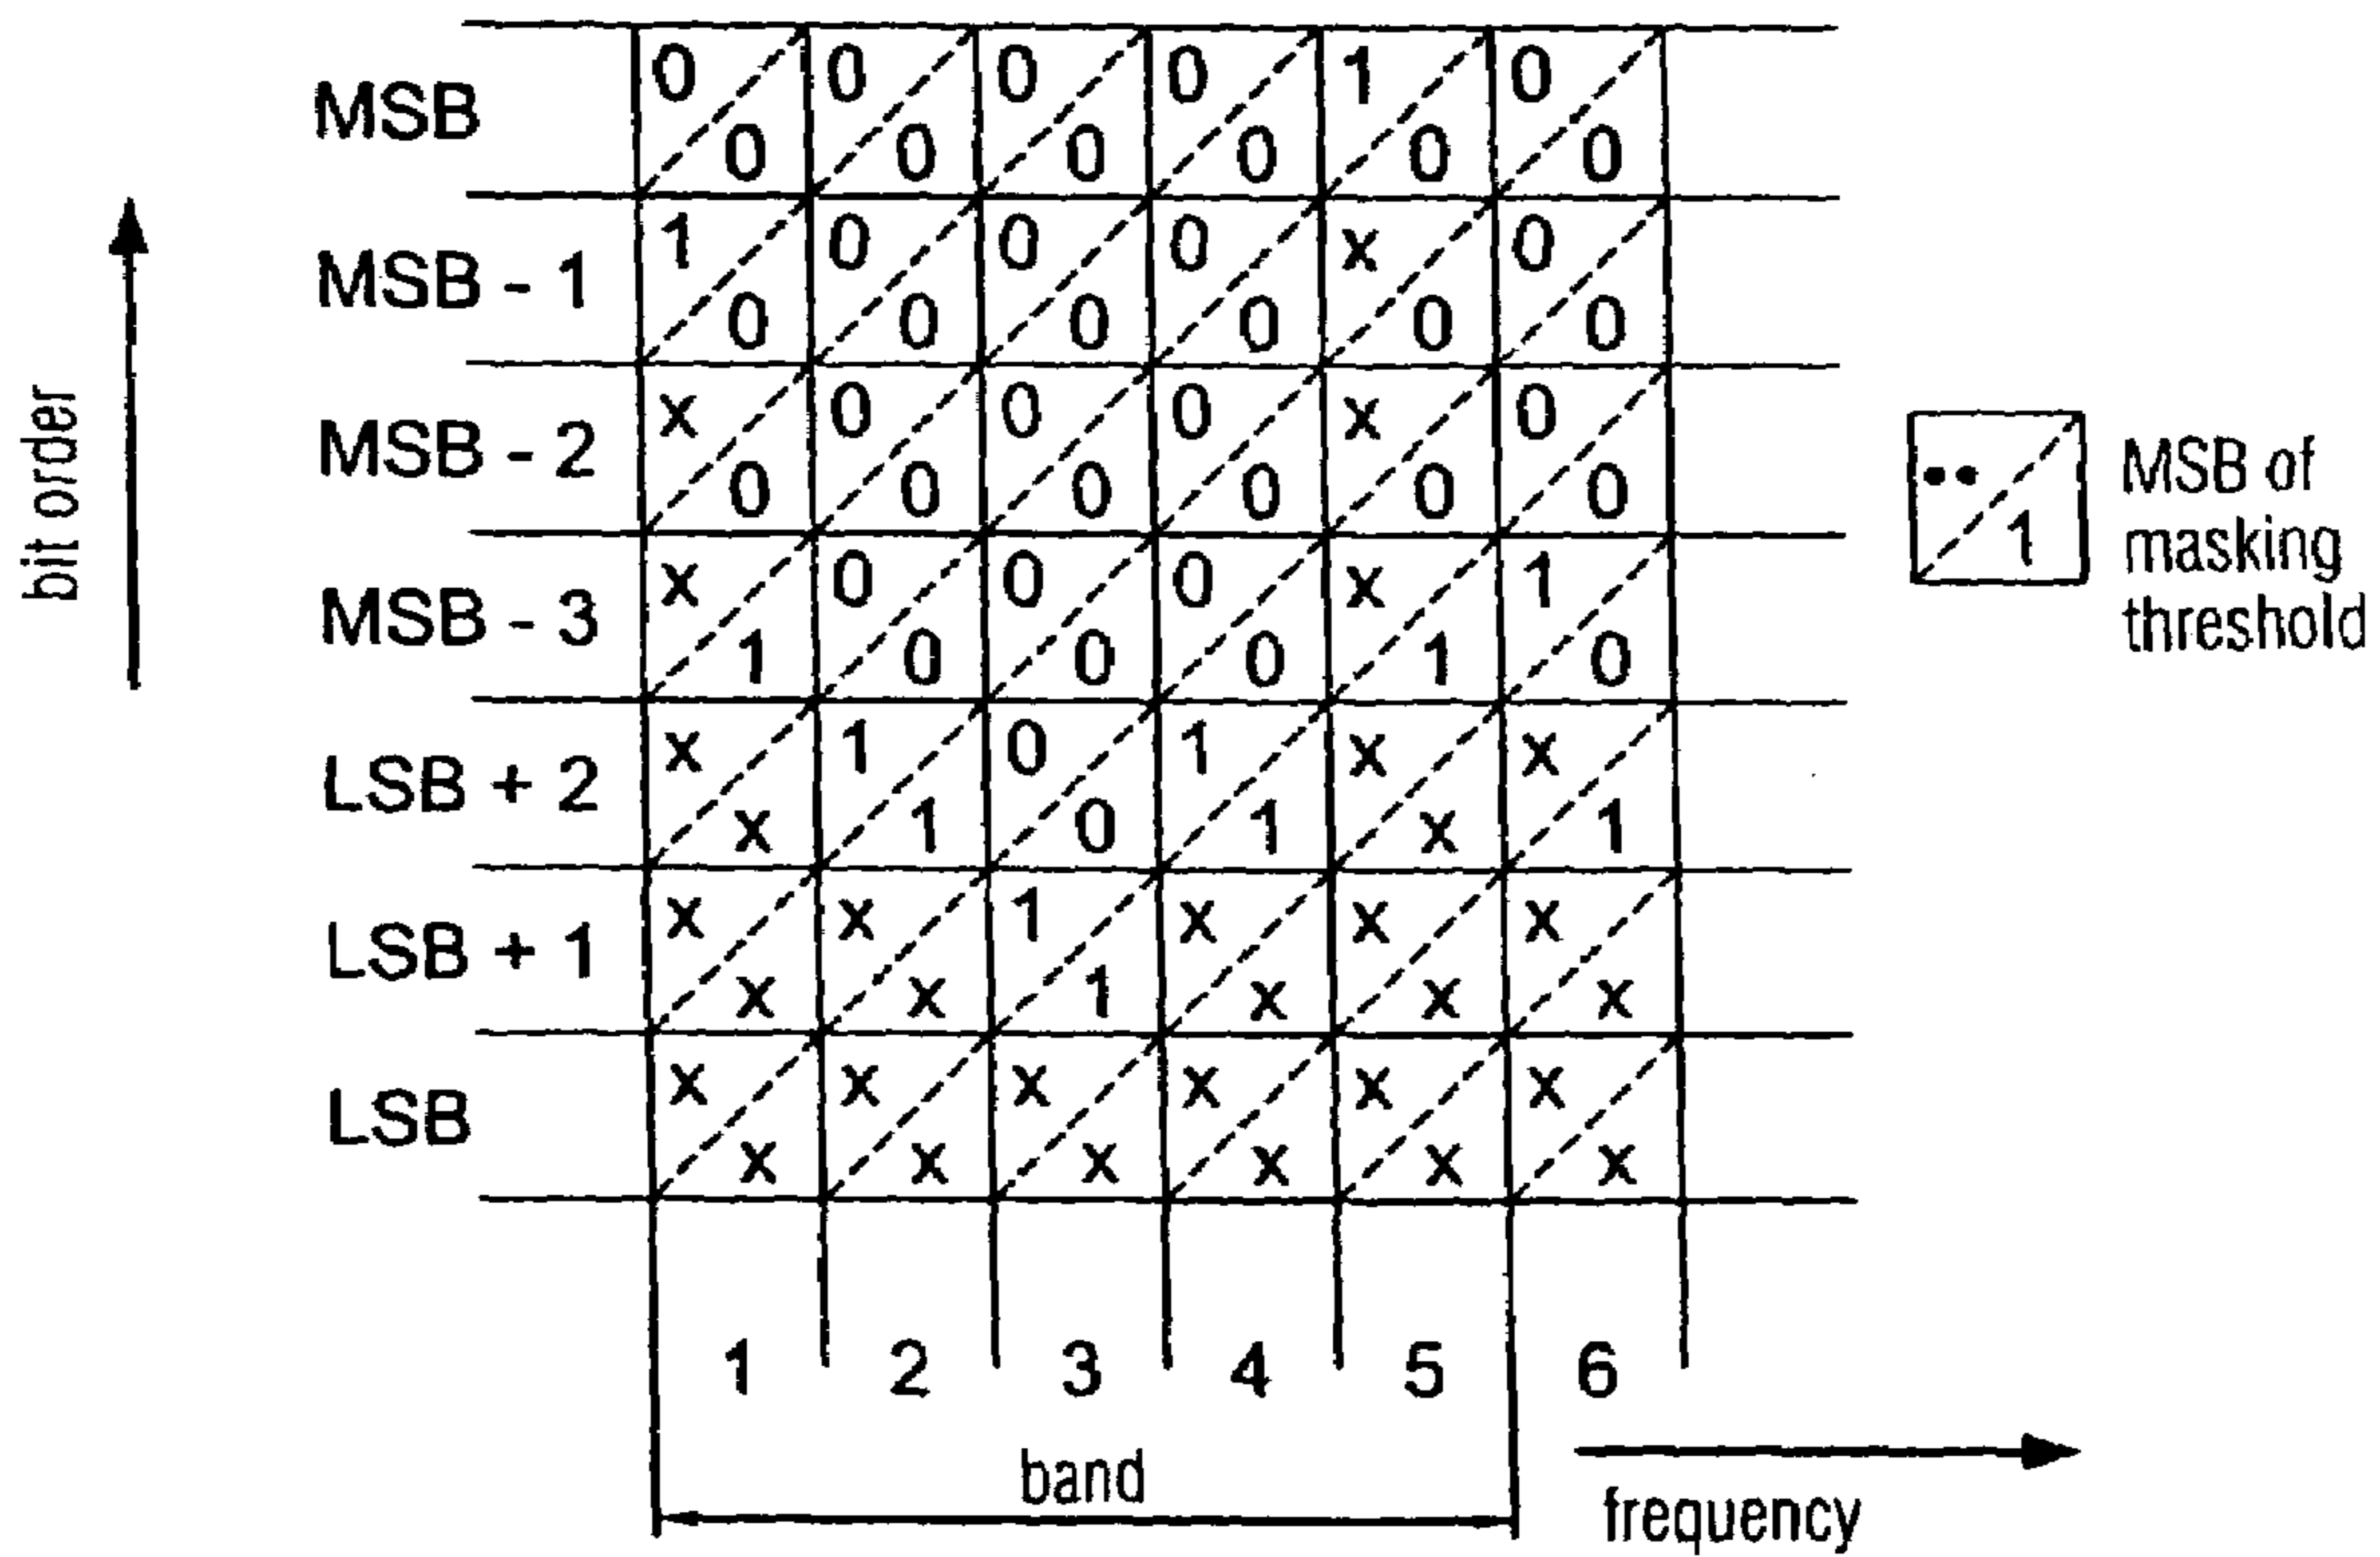 0 0 0 0 1 0
MSB
0 0 0 0 0 0
1 0 0 0 x 0
MSB - 1
0 0 0 0 0 0
x 0 0 0 x 0
MSB - 2
0 0 0 0 0 0
x 0 0 0 x 1
MSB - 3
1 0 0 0 1 0
x 1 0 1 x x
LSB + 2
x 1 0 1 x 1
x x 1 x x x
LSB + 1
x x 1 x x x
x x x x x x
LSB
x x x x x x
1 2 3 4 5 6
band
frequency
bit order
1
MSB of
masking
threshold